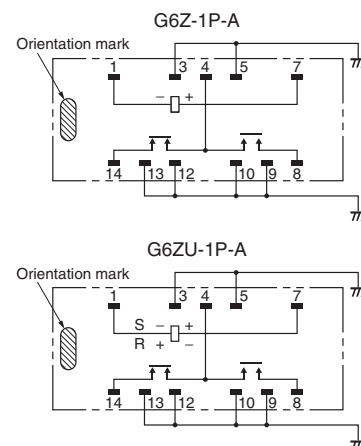 G6Z-1P-A
Orientation mark
1 3 4 5 7
− +
14 13 12 10 9 8
G6ZU-1P-A
Orientation mark
1 3 4 5 7
S − +
R + −
14 13 12 10 9 8